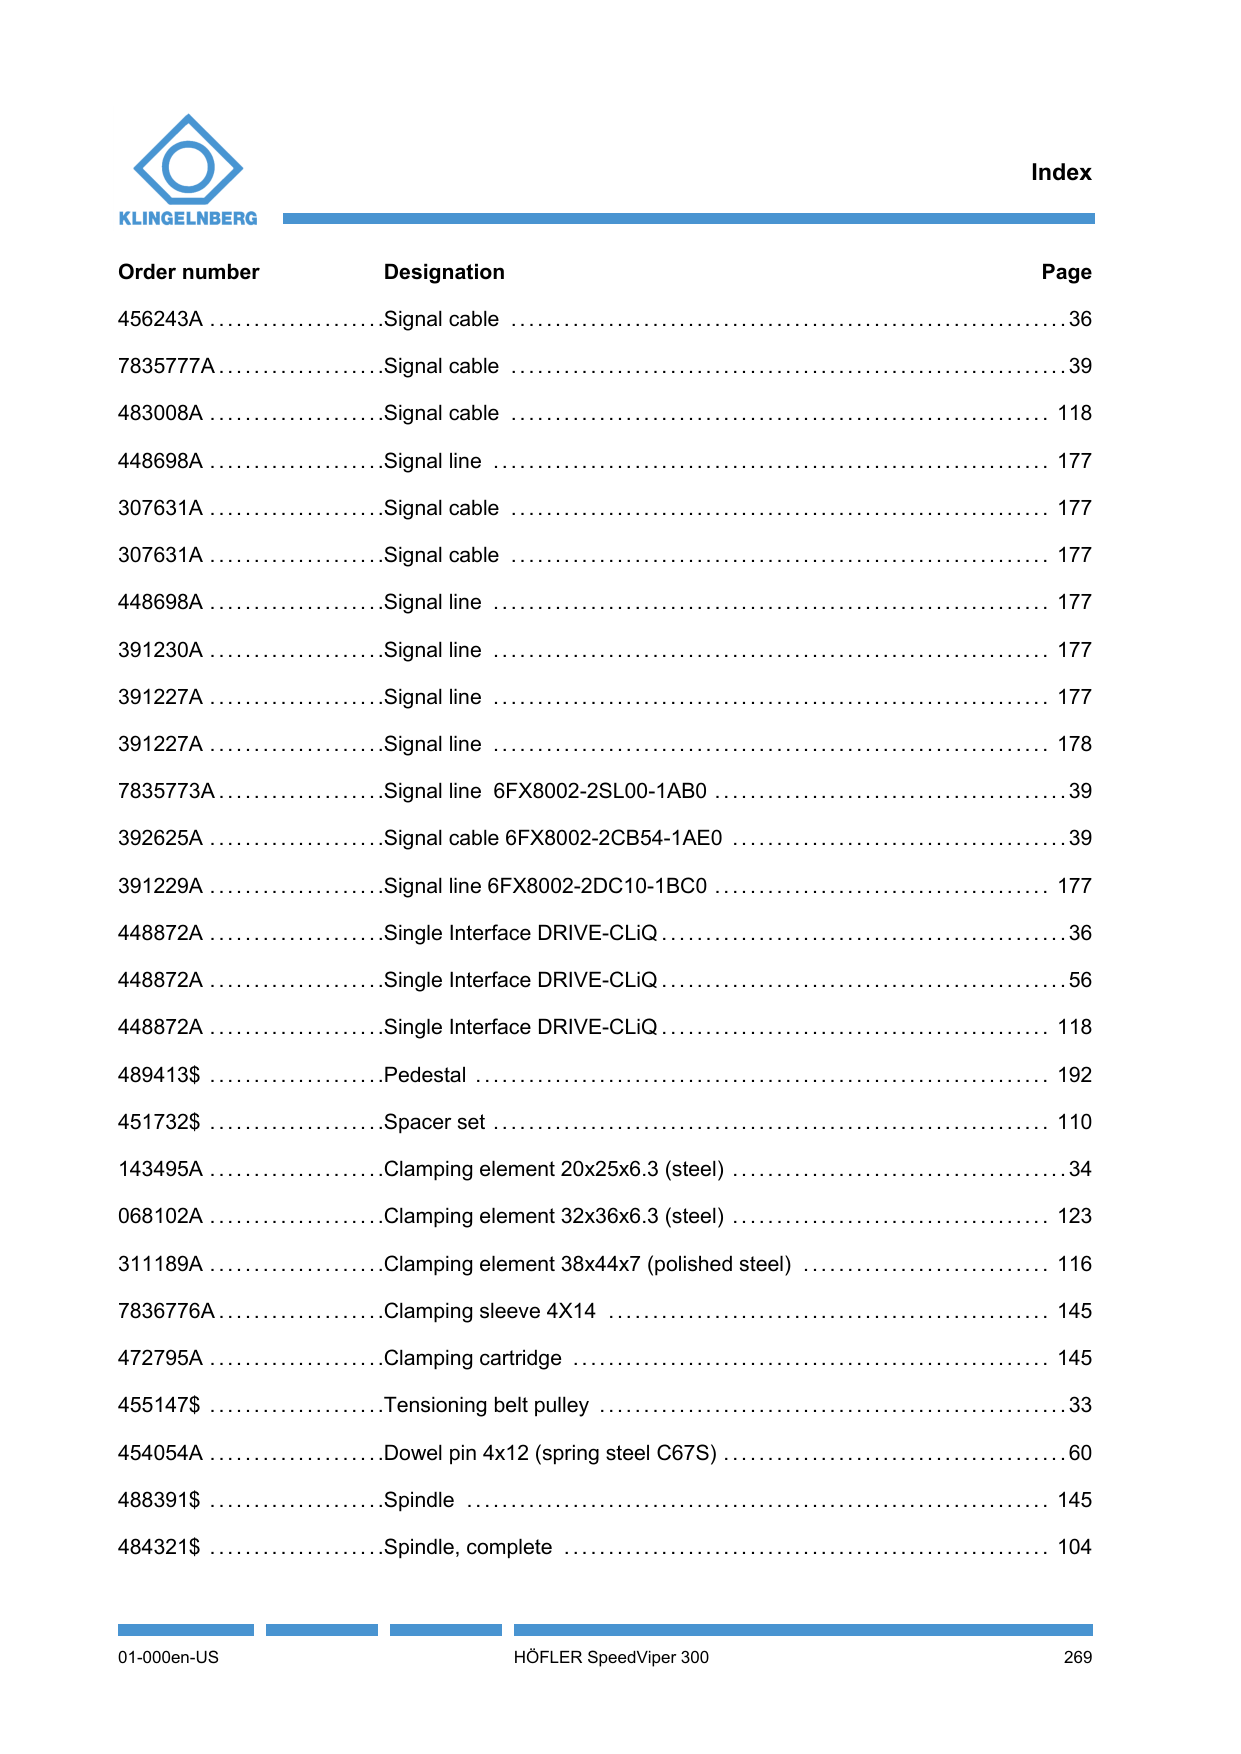 KLINGELNBERG
Index
Order number Designation Page
456243A ....................Signal cable ...............................................................36
7835777A...................Signal cable ...............................................................39
483008A ....................Signal cable ............................................................. 118
448698A ....................Signal line ............................................................... 177
307631A ....................Signal cable ............................................................. 177
307631A ....................Signal cable ............................................................. 177
448698A ....................Signal line ............................................................... 177
391230A ....................Signal line ............................................................... 177
391227A ....................Signal line ............................................................... 177
391227A ....................Signal line ............................................................... 178
7835773A...................Signal line 6FX8002-2SL00-1AB0 ........................................39
392625A ....................Signal cable 6FX8002-2CB54-1AE0 ......................................39
391229A ....................Signal line 6FX8002-2DC10-1BC0 ...................................... 177
448872A ....................Single Interface DRIVE-CLiQ..............................................36
448872A ....................Single Interface DRIVE-CLiQ..............................................56
448872A ....................Single Interface DRIVE-CLiQ............................................ 118
489413$ ....................Pedestal ................................................................. 192
451732$ ....................Spacer set ............................................................... 110
143495A ....................Clamping element 20x25x6.3 (steel) ......................................34
068102A ....................Clamping element 32x36x6.3 (steel) .................................... 123
311189A ....................Clamping element 38x44x7 (polished steel) ............................ 116
7836776A...................Clamping sleeve 4X14 .................................................. 145
472795A ....................Clamping cartridge ...................................................... 145
455147$ ....................Tensioning belt pulley .....................................................33
454054A ....................Dowel pin 4x12 (spring steel C67S) .......................................60
488391$ ....................Spindle .................................................................. 145
484321$ ....................Spindle, complete ....................................................... 104
01-000en-US HÖFLER SpeedViper 300 269